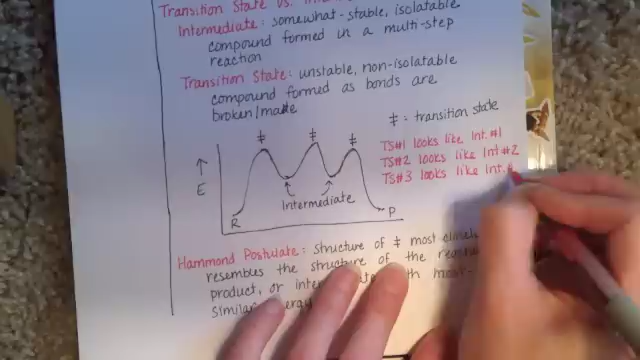 Transition State vs.
Intermediate: somewhat-stable, isolatable
compound formed in a multi-step
reaction
Transition State: unstable, non-isolatable
compound formed as bonds are
broken/made
‡ = transition state
TS#1 looks like Int. #1
TS#2 looks like Int #2
TS#3 looks like Int. #
‡ ‡ ‡
↑
E
Intermediate
R P
Hammond Postulate: Structure of ‡ most
resembles the structure of the
product, or